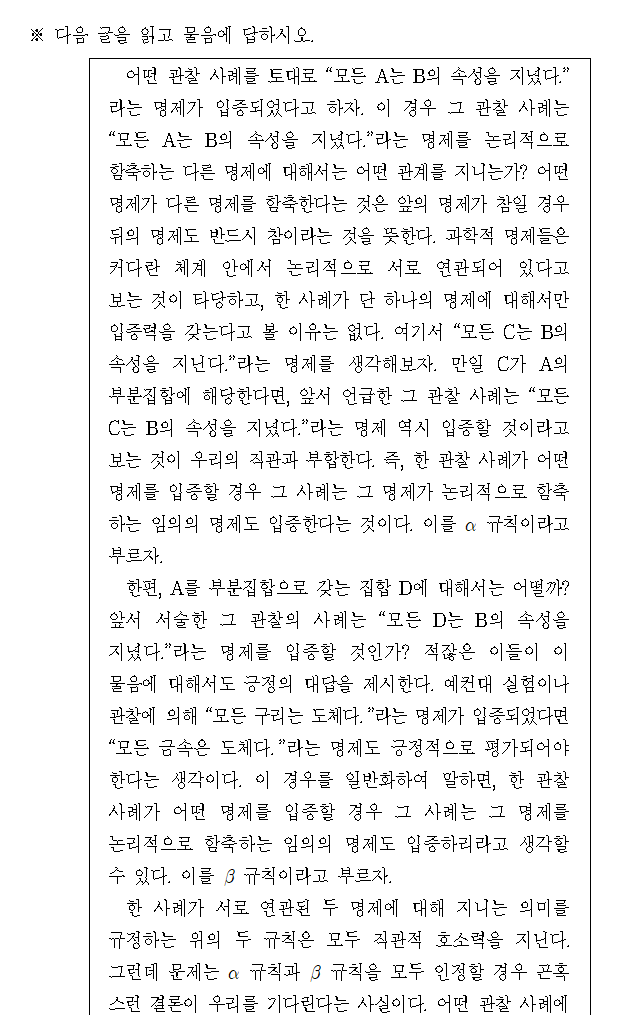 ※ 다음 글을 읽고 물음에 답하시오.
어떤 관찰 사례를 토대로 “모든 A는 B의 속성을 지녔다.”
라는 명제가 입증되었다고 하자. 이 경우 그 관찰 사례는
“모든 A는 B의 속성을 지녔다.”라는 명제를 논리적으로
함축하는 다른 명제에 대해서는 어떤 관계를 지니는가? 어떤
명제가 다른 명제를 함축한다는 것은 앞의 명제가 참일 경우
뒤의 명제도 반드시 참이라는 것을 뜻한다. 과학적 명제들은
커다란 체계 안에서 논리적으로 서로 연관되어 있다고
보는 것이 타당하고, 한 사례가 단 하나의 명제에 대해서만
입증력을 갖는다고 볼 이유는 없다. 여기서 “모든 C는 B의
속성을 지닌다.”라는 명제를 생각해보자. 만일 C가 A의
부분집합에 해당한다면, 앞서 언급한 그 관찰 사례는 “모든
C는 B의 속성을 지녔다.”라는 명제 역시 입증할 것이라고
보는 것이 우리의 직관과 부합한다. 즉, 한 관찰 사례가 어떤
명제를 입증할 경우 그 사례는 그 명제가 논리적으로 함축
하는 임의의 명제도 입증한다는 것이다. 이를 α 규칙이라고
부르자.
한편, A를 부분집합으로 갖는 집합 D에 대해서는 어떨까?
앞서 서술한 그 관찰의 사례는 “모든 D는 B의 속성을
지녔다.”라는 명제를 입증할 것인가? 적잖은 이들이 이
물음에 대해서도 긍정의 대답을 제시한다. 예컨대 실험이나
관찰에 의해 “모든 구리는 도체다.”라는 명제가 입증되었다면
“모든 금속은 도체다.”라는 명제도 긍정적으로 평가되어야
한다는 생각이다. 이 경우를 일반화하여 말하면, 한 관찰
사례가 어떤 명제를 입증할 경우 그 사례는 그 명제를
논리적으로 함축하는 임의의 명제도 입증하리라고 생각할
수 있다. 이를 β 규칙이라고 부르자.
한 사례가 서로 연관된 두 명제에 대해 지니는 의미를
규정하는 위의 두 규칙은 모두 직관적 호소력을 지닌다.
그런데 문제는 α 규칙과 β 규칙을 모두 인정할 경우 곤혹
스런 결론이 우리를 기다린다는 사실이다. 어떤 관찰 사례에